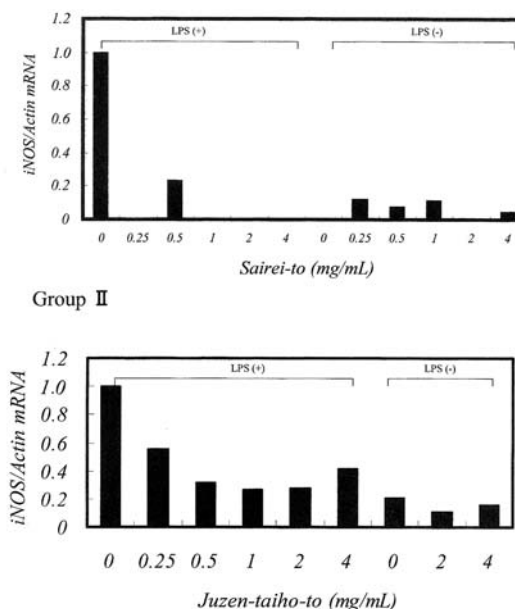 LPS (+) LPS (-)
1.2
1.0
0.8
0.6
0.4
0.2
0
iNOS/Actin mRNA
0 0.25 0.5 1 2 4 0 0.25 0.5 1 2 4
Sairei-to (mg/mL)
Group Ⅱ
LPS (+) LPS (-)
1.2
1.0
0.8
0.6
0.4
0.2
0
iNOS/Actin mRNA
0 0.25 0.5 1 2 4 0 2 4
Juzen-taiho-to (mg/mL)